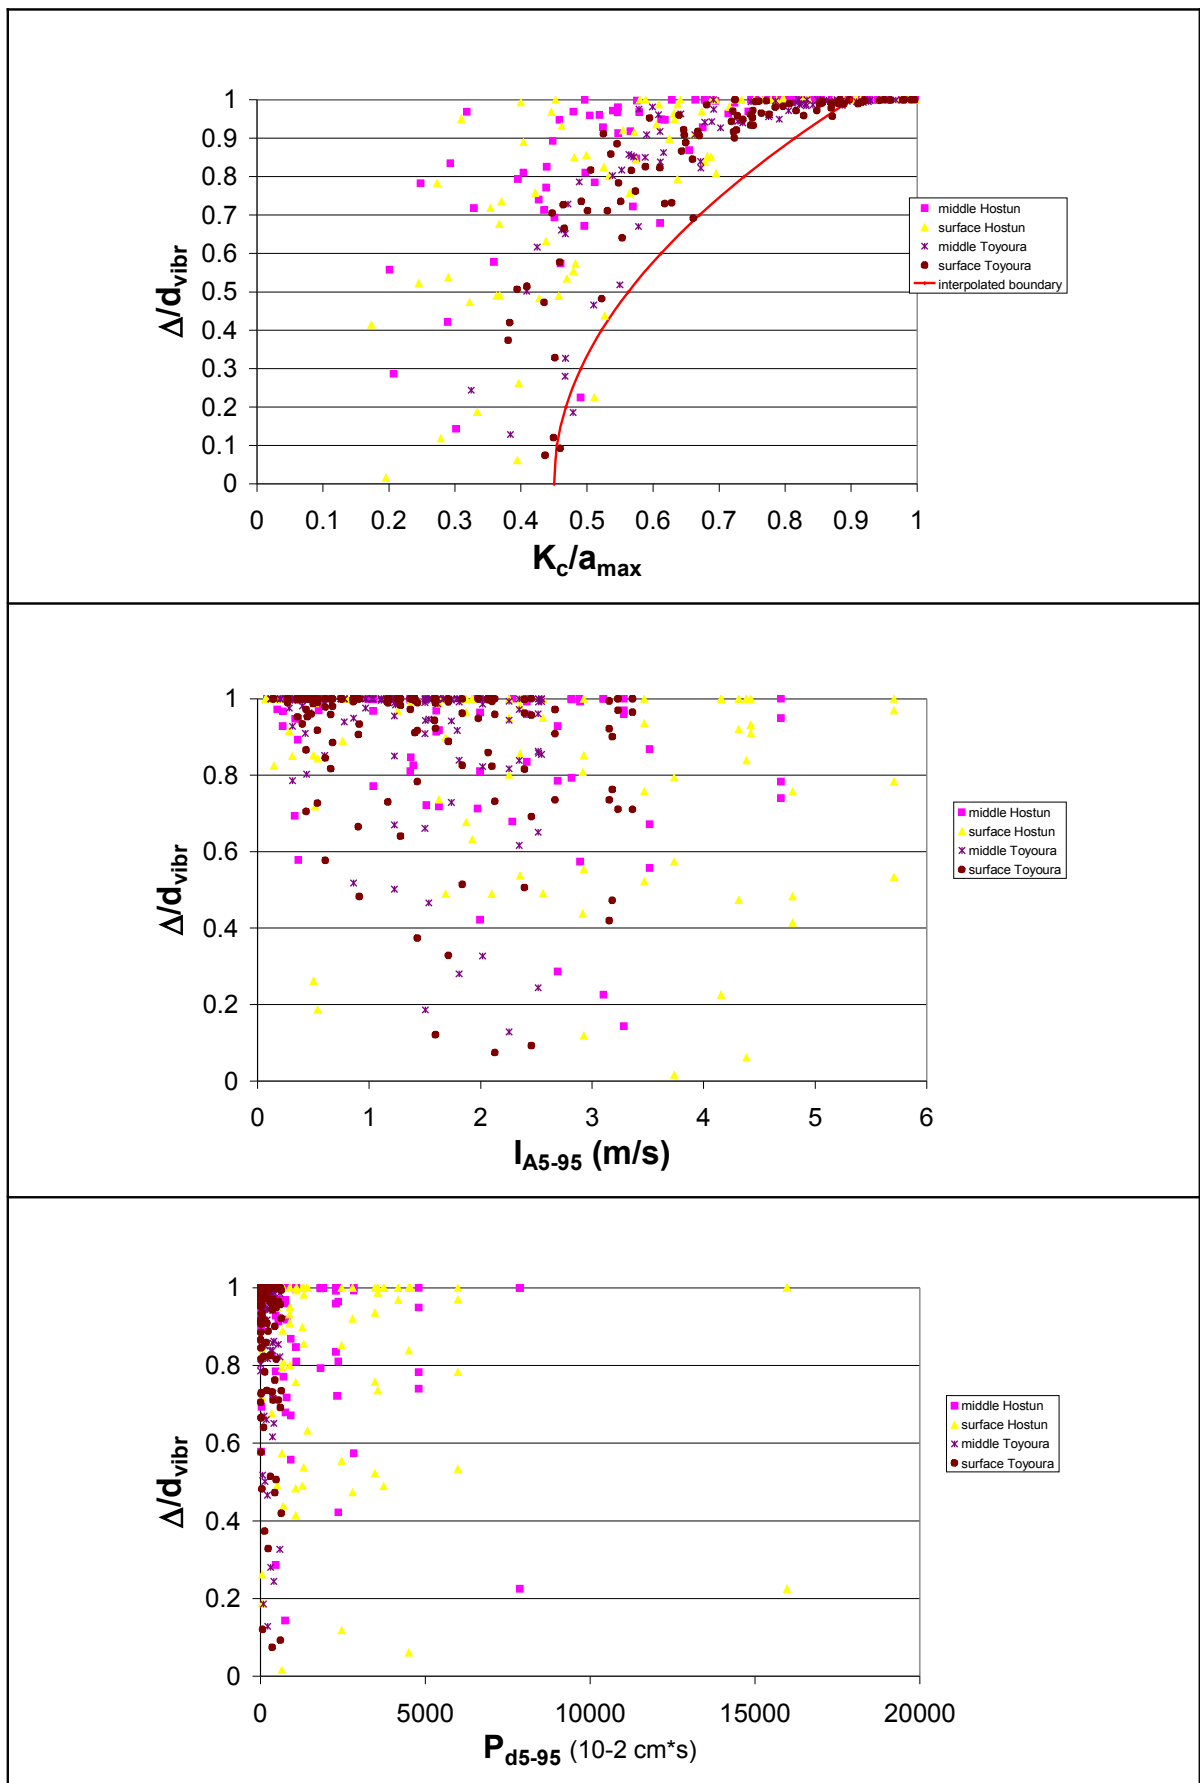 1
0.9
0.8
0.7
0.6
0.5
0.4
0.3
0.2
0.1
0
Δ/dvibr
0 0.1 0.2 0.3 0.4 0.5 0.6 0.7 0.8 0.9 1
Kc/amax
middle Hostun
surface Hostun
middle Toyoura
surface Toyoura
interpolated boundary
1
0.8
0.6
0.4
0.2
0
Δ/dvibr
0 1 2 3 4 5 6
IA5-95 (m/s)
middle Hostun
surface Hostun
middle Toyoura
surface Toyoura
1
0.8
0.6
0.4
0.2
0
Δ/dvibr
0 5000 10000 15000 20000
Pd5-95 (10-2 cm*s)
middle Hostun
surface Hostun
middle Toyoura
surface Toyoura